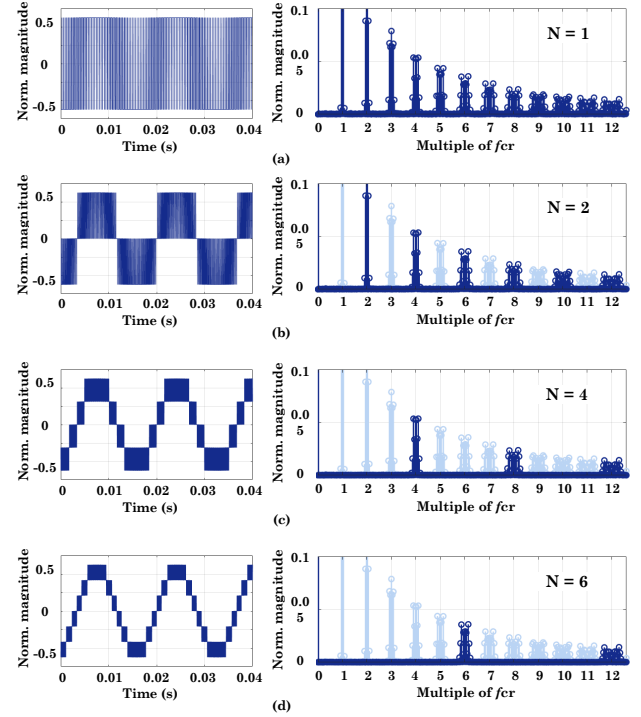 Norm. magnitude
0.5
0
-0.5
0 0.01 0.02 0.03 0.04
Time (s)
Norm. magnitude
0.1
0.0
5
0
0 1 2 3 4 5 6 7 8 9 10 11 12
Multiple of fcr
N = 1
(a)
Norm. magnitude
0.5
0
-0.5
0 0.01 0.02 0.03 0.04
Time (s)
Norm. magnitude
0.1
0.0
5
0
0 1 2 3 4 5 6 7 8 9 10 11 12
Multiple of fcr
N = 2
(b)
Norm. magnitude
0.5
0
-0.5
0 0.01 0.02 0.03 0.04
Time (s)
Norm. magnitude
0.1
0.0
5
0
0 1 2 3 4 5 6 7 8 9 10 11 12
Multiple of fcr
N = 4
(c)
Norm. magnitude
0.5
0
-0.5
0 0.01 0.02 0.03 0.04
Time (s)
Norm. magnitude
0.1
0.0
5
0
0 1 2 3 4 5 6 7 8 9 10 11 12
Multiple of fcr
N = 6
(d)